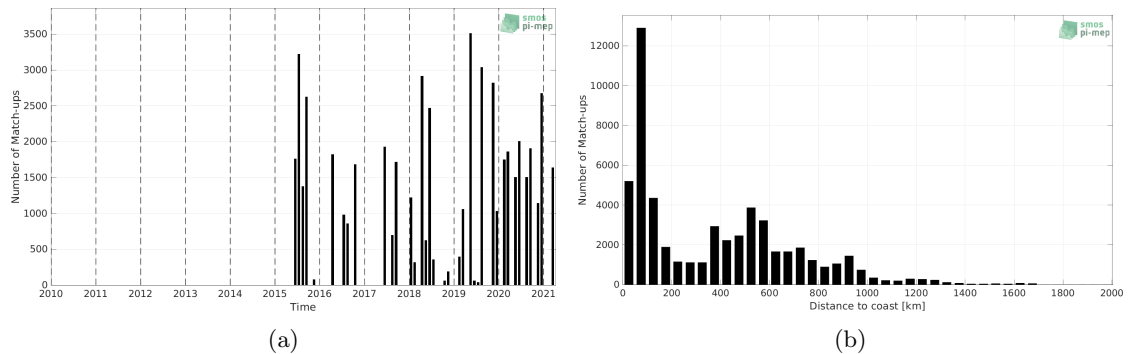 smos
pi-mep
3500
3000
2500
2000
1500
1000
500
0
Number of Match-ups
2010 2011 2012 2013 2014 2015 2016 2017 2018 2019 2020 2021
Time
(a)
smos
pi-mep
12000
10000
8000
6000
4000
2000
0
Number of Match-ups
0 200 400 600 800 1000 1200 1400 1600 1800 2000
Distance to coast [km]
(b)